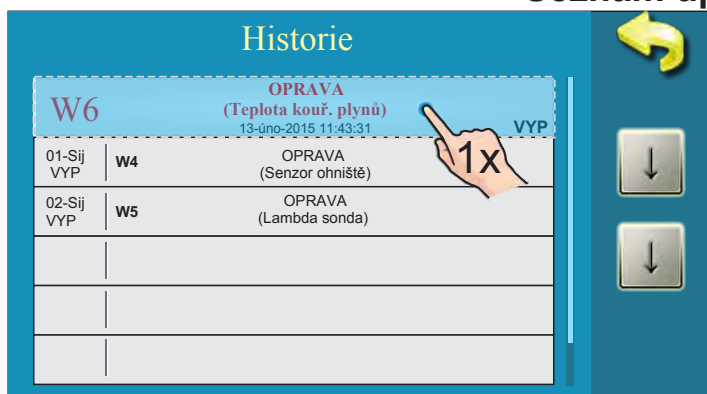 Historie
W6
OPRAVA
(Teplota kouř. plynů)
13-úno-2015 11:43:31
VYP
1x
01-Sij
VYP
W4
OPRAVA
(Senzor ohniště)
02-Sij
VYP
W5
OPRAVA
(Lambda sonda)